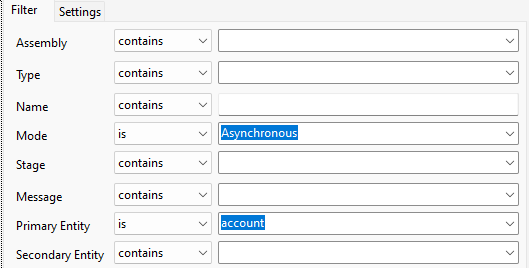 Filter Settings
Assembly contains
Type contains
Name contains
Mode is Asynchronous
Stage contains
Message contains
Primary Entity is account
Secondary Entity contains